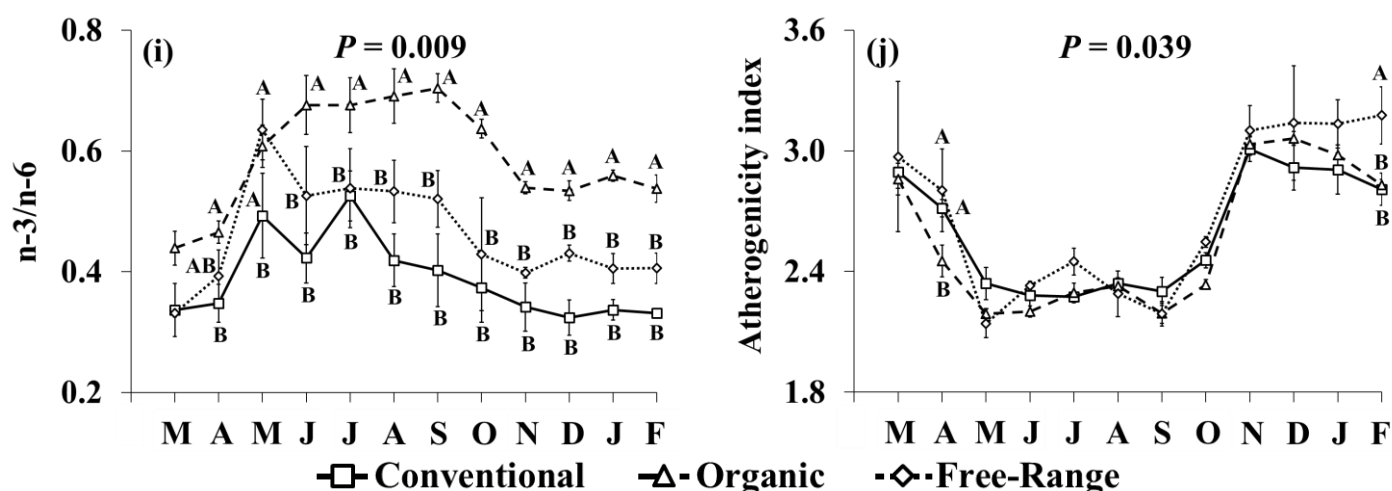 0.8
(i)
P = 0.009
n-3/n-6
0.6
0.4
0.2
A A A A A A A A A A A
A
AB B B B B B B B B B
B B B B B B B B B B B
M A M J J A S O N D J F
3.6
(j)
P = 0.039
Atherogenicity index
3.0
2.4
1.8
A A
A B
B B
M A M J J A S O N D J F
Conventional Organic Free-Range